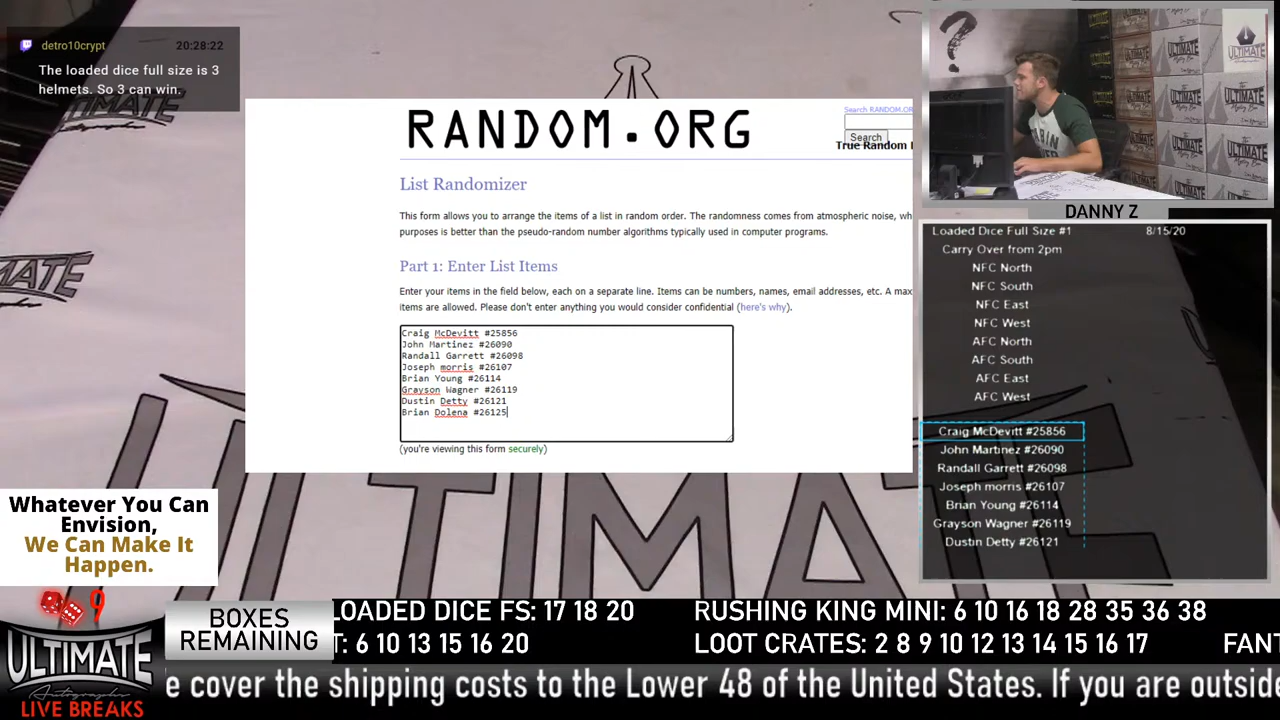 detro10crypt
20:28:22
The loaded dice full size is 3
helmets. So 3 can win.
RANDOM.ORG
Search RANDOM.OR
Search
True Random
List Randomizer
This form allows you to arrange the items of a list in random order. The randomness comes from atmospheric noise, wh
purposes is better than the pseudo-random number algorithms typically used in computer programs.
Part 1: Enter List Items
Enter your items in the field below, each on a separate line. Items can be numbers, names, email addresses, etc. A max
items are allowed. Please don't enter anything you would consider confidential (here's why).
Craig McDevitt #25856
John Martinez #26090
Randall Garrett #26098
Joseph morris #26107
Brian Young #26114
Grayson Wagner #26119
Dustin Detty #26121
Brian Dolena #26125
(you're viewing this form securely)
DANNY Z
Loaded Dice Full Size #1 8/15/20
Carry Over from 2pm
NFC North
NFC South
NFC East
NFC West
AFC North
AFC South
AFC East
AFC West
Craig McDevitt #25856
John Martinez #26090
Randall Garrett #26098
Joseph morris #26107
Brian Young #26114
Grayson Wagner #26119
Dustin Detty #26121
Whatever You Can
Envision,
We Can Make It
Happen.
ULTIMATE
9
ULTIMATE
Autographs
LIVE BREAKS
BOXES
REMAINING
LOADED DICE FS: 17 18 20 RUSHING KING MINI: 6 10 16 18 28 35 36 38
T: 6 10 13 15 16 20 LOOT CRATES: 2 8 9 10 12 13 14 15 16 17 FANT
e cover the shipping costs to the Lower 48 of the United States. If you are outside